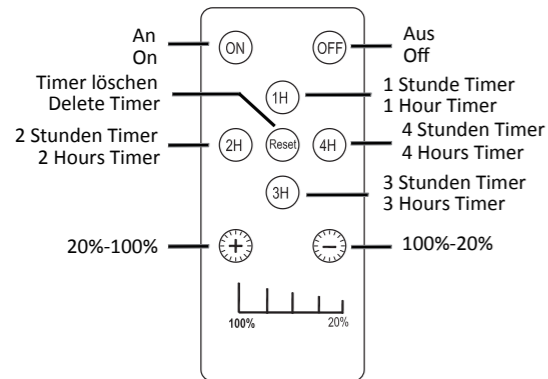 An
On
ON
OFF
Aus
Off
Timer löschen
Delete Timer
1H
1 Stunde Timer
1 Hour Timer
2 Stunden Timer
2 Hours Timer
2H
Reset
4H
4 Stunden Timer
4 Hours Timer
3H
3 Stunden Timer
3 Hours Timer
20%-100%
+
-
100%-20%
100%
20%